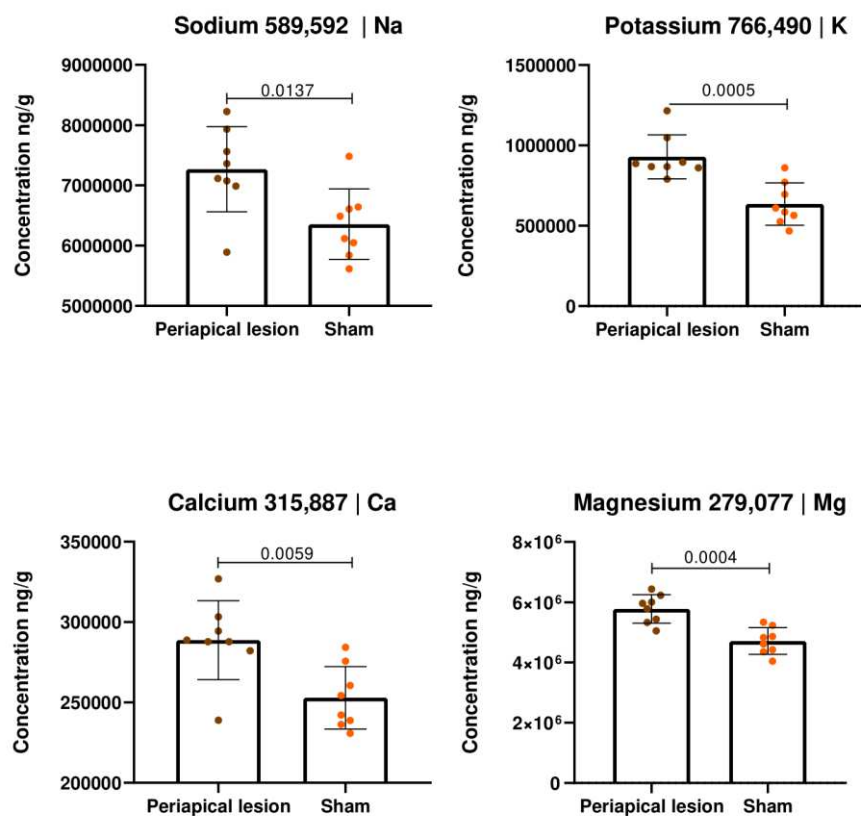 Sodium 589,592 | Na
Concentration ng/g
9000000
8000000
7000000
6000000
5000000
0.0137
Periapical lesion
Sham
Potassium 766,490 | K
Concentration ng/g
1500000
1000000
500000
0
0.0005
Periapical lesion
Sham
Calcium 315,887 | Ca
Concentration ng/g
350000
300000
250000
200000
0.0059
Periapical lesion
Sham
Magnesium 279,077 | Mg
Concentration ng/g
8×10⁶
6×10⁶
4×10⁶
2×10⁶
0
0.0004
Periapical lesion
Sham